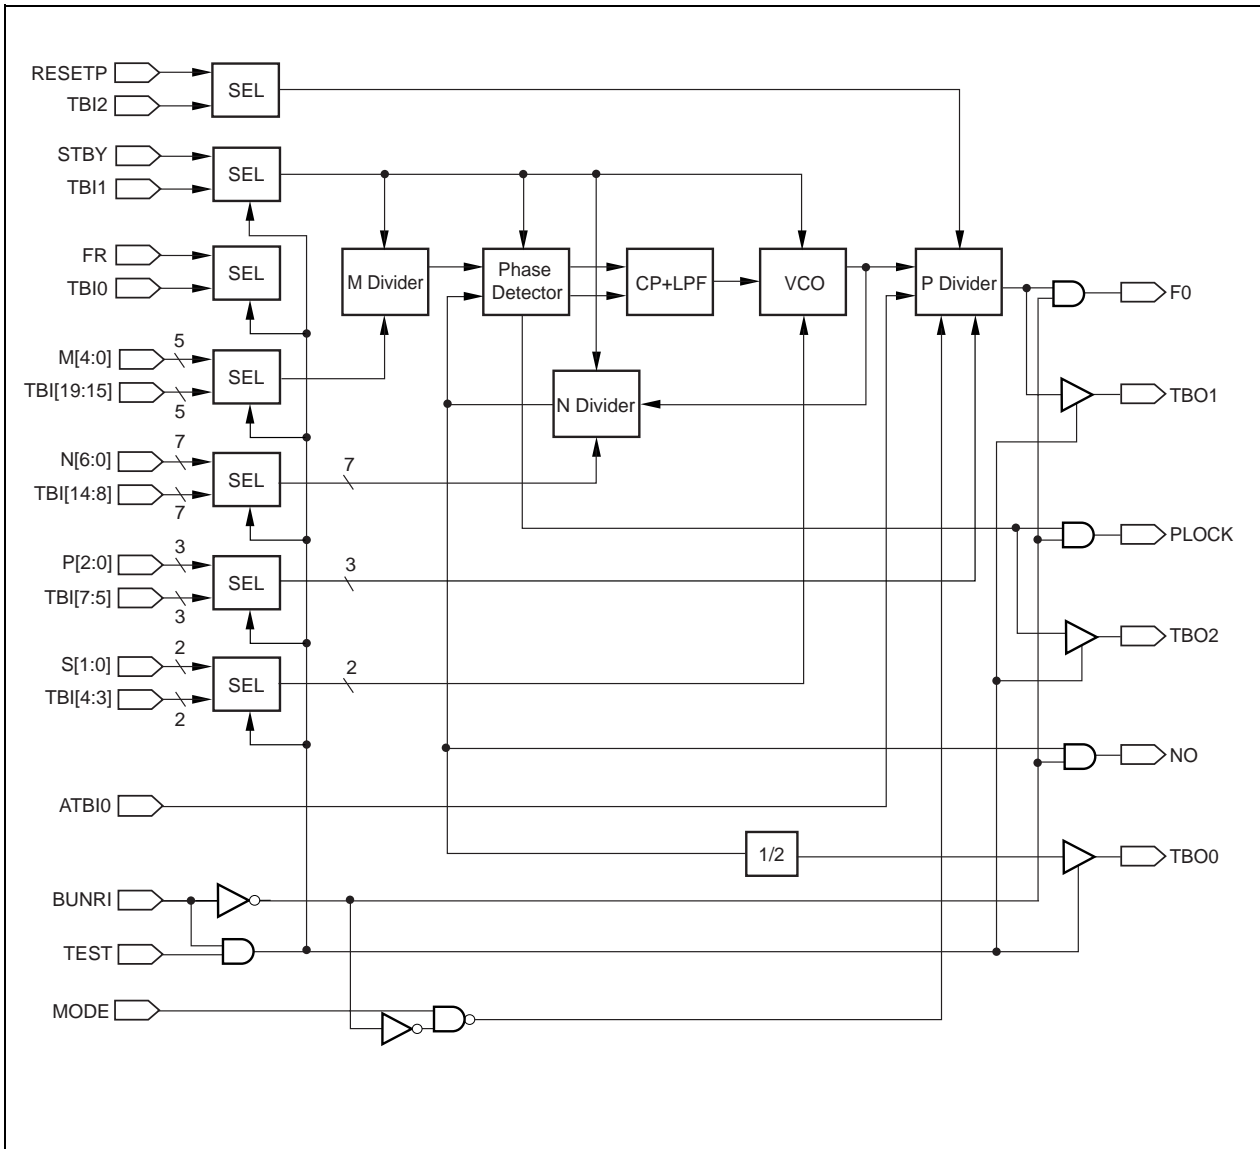 RESETP
TBI2
SEL
STBY
TBI1
SEL
FR
TBI0
SEL
M Divider
Phase
Detector
CP+LPF
VCO
P Divider
F0
M[4:0]
5
TBI[19:15]
5
SEL
N Divider
TBO1
N[6:0]
7
TBI[14:8]
7
SEL
7
PLOCK
P[2:0]
3
TBI[7:5]
3
SEL
3
TBO2
S[1:0]
2
TBI[4:3]
2
SEL
2
NO
ATBI0
1/2
TBO0
BUNRI
TEST
MODE